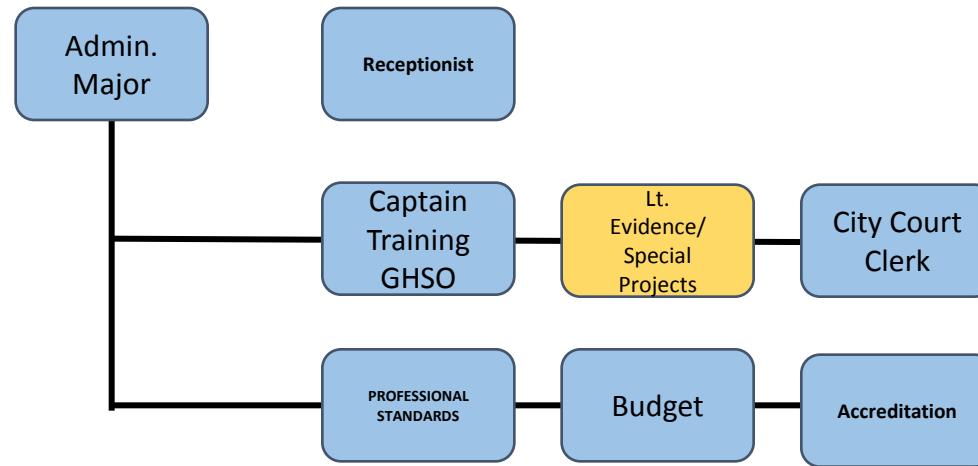 Admin.
Major
Receptionist
Captain
Training
GHSO
Lt.
Evidence/
Special
Projects
City Court
Clerk
PROFESSIONAL
STANDARDS
Budget
Accreditation